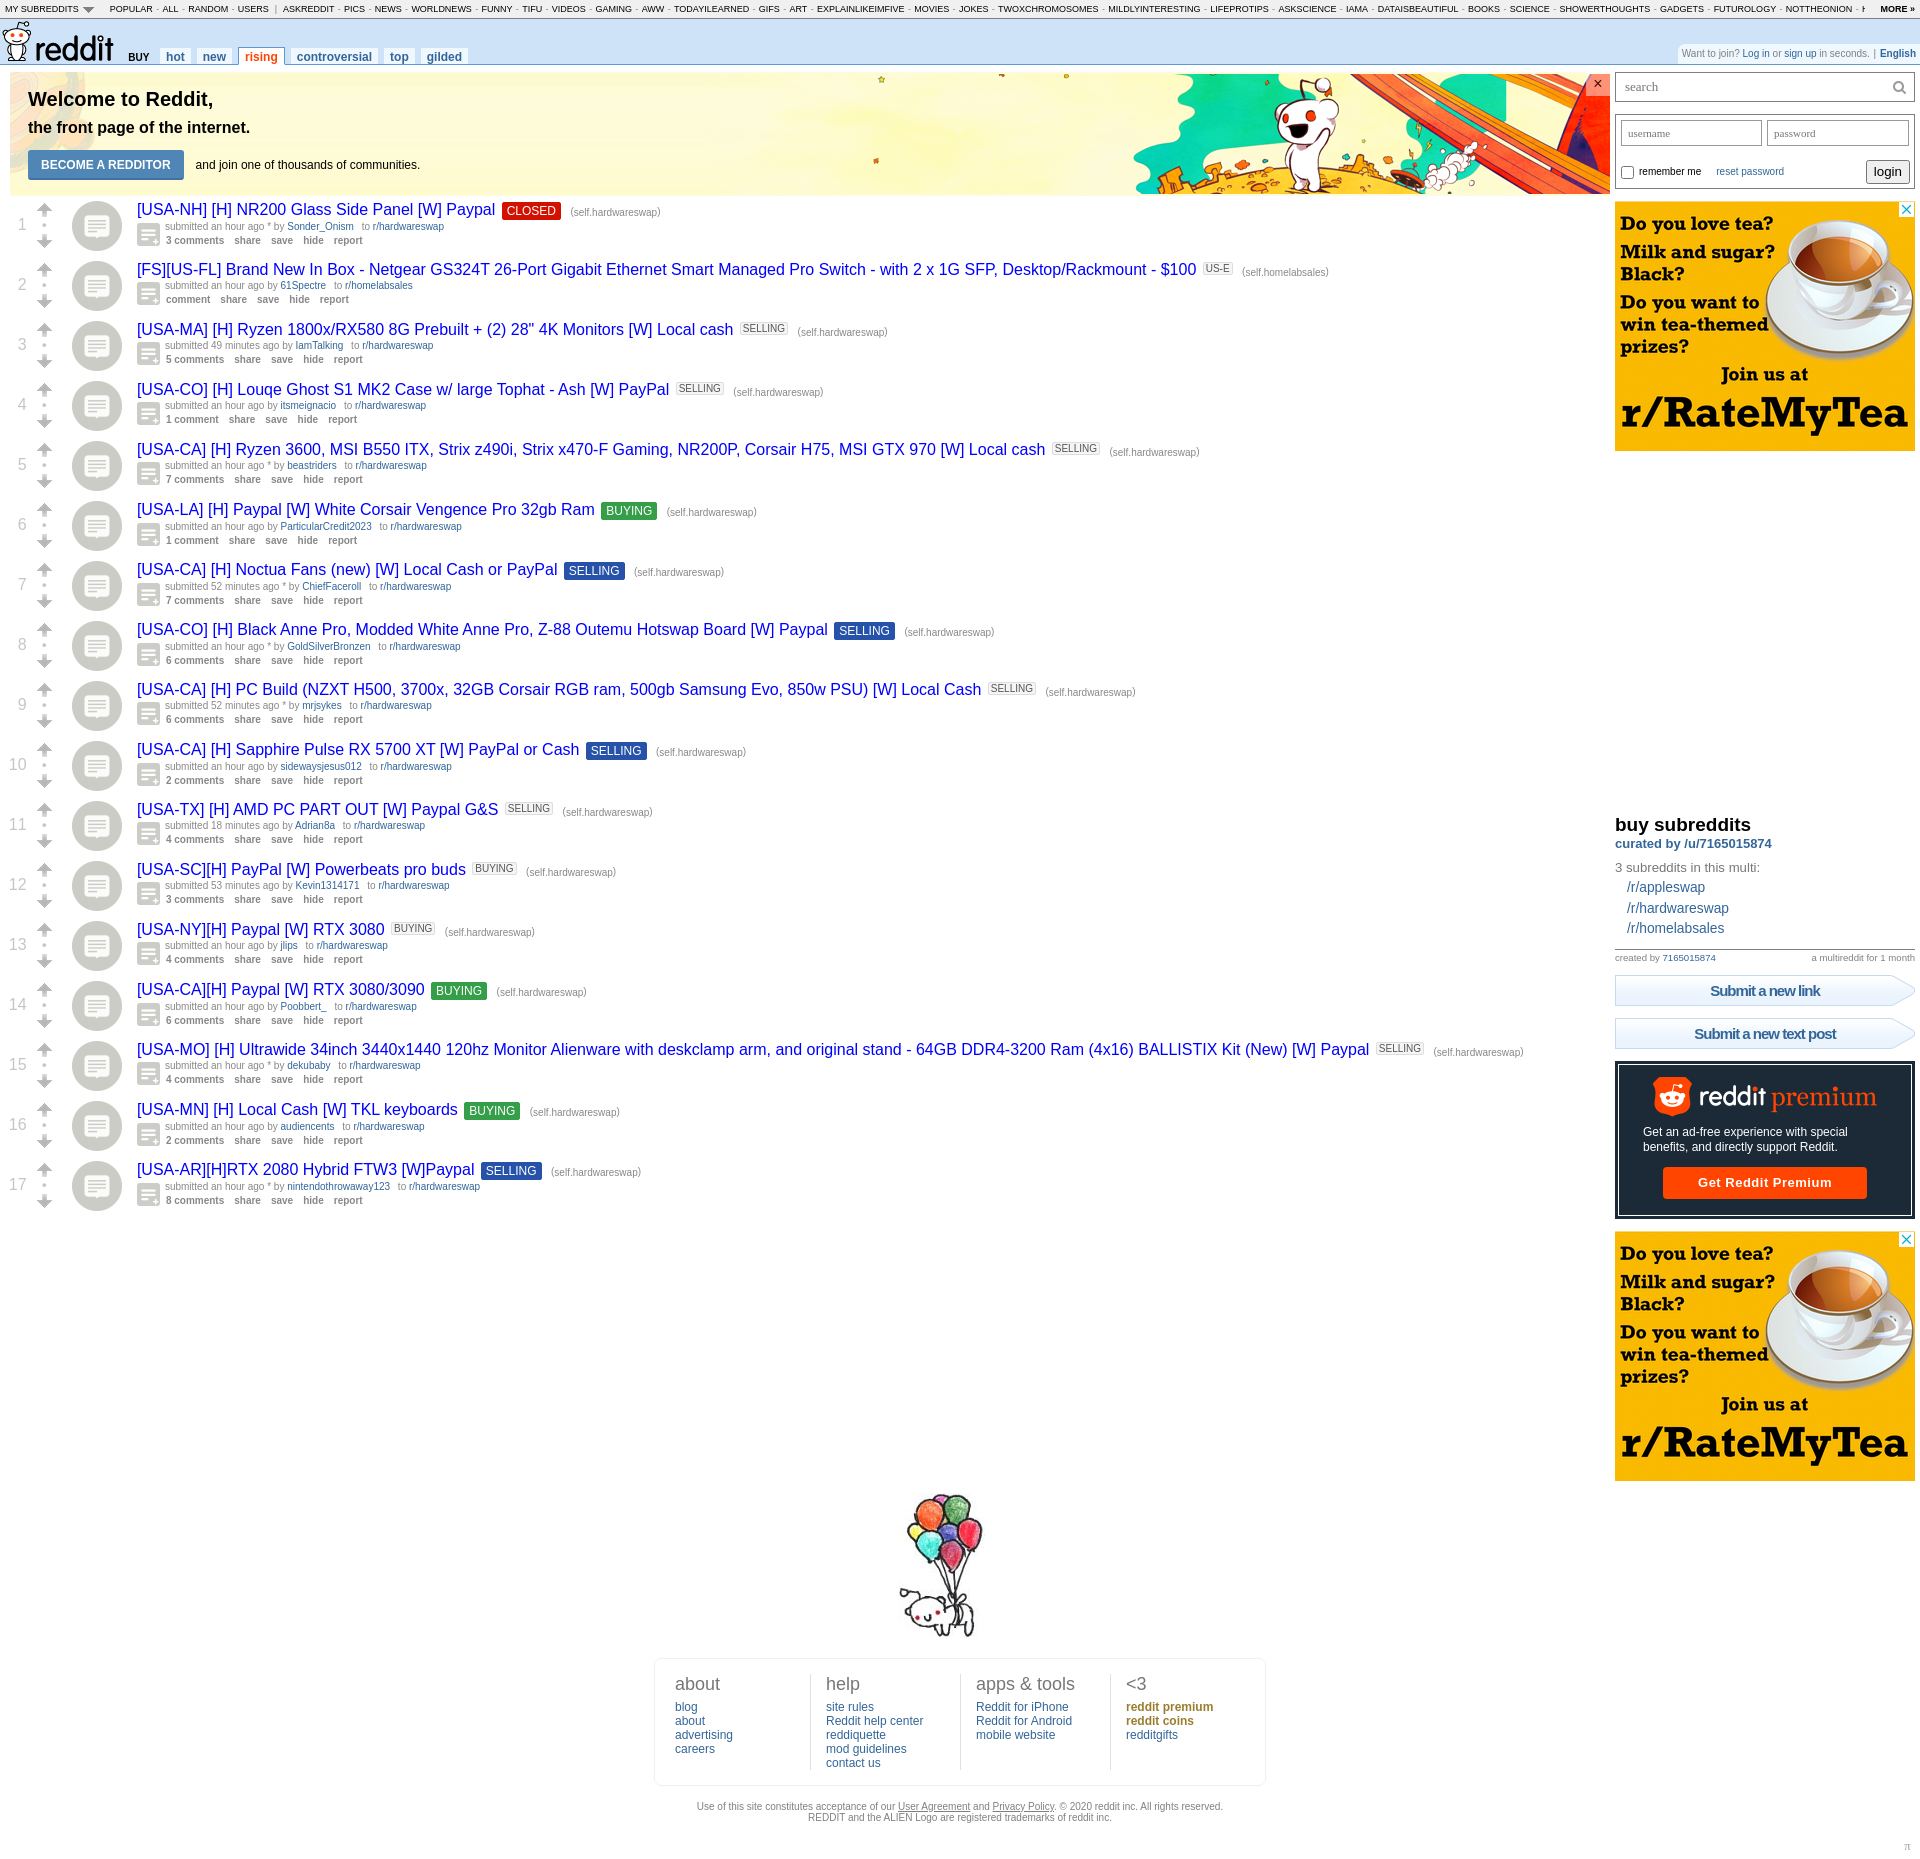 MY SUBREDDITS POPULAR - ALL - RANDOM - USERS | ASKREDDIT - PICS - NEWS - WORLDNEWS - FUNNY - TIFU - VIDEOS - GAMING - AWW - TODAYILEARNED - GIFS - ART - EXPLAINLIKEIMFIVE - MOVIES - JOKES - TWOXCHROMOSOMES - MILDLYINTERESTING - LIFEPROTIPS - ASKSCIENCE - IAMA - DATAISBEAUTIFUL - BOOKS - SCIENCE - SHOWERTHOUGHTS - GADGETS - FUTUROLOGY - NOTTHEONION - MORE »
reddit BUY hot new rising controversial top gilded
Want to join? Log in or sign up in seconds. | English
Welcome to Reddit,
the front page of the internet.
BECOME A REDDITOR and join one of thousands of communities.
×
1
[USA-NH] [H] NR200 Glass Side Panel [W] Paypal CLOSED (self.hardwareswap)
submitted an hour ago * by Sonder_Onism to r/hardwareswap
3 comments share save hide report
2
[FS][US-FL] Brand New In Box - Netgear GS324T 26-Port Gigabit Ethernet Smart Managed Pro Switch - with 2 x 1G SFP, Desktop/Rackmount - $100 US-E (self.homelabsales)
submitted an hour ago by 61Spectre to r/homelabsales
comment share save hide report
3
[USA-MA] [H] Ryzen 1800x/RX580 8G Prebuilt + (2) 28" 4K Monitors [W] Local cash SELLING (self.hardwareswap)
submitted 49 minutes ago by IamTalking to r/hardwareswap
5 comments share save hide report
4
[USA-CO] [H] Louqe Ghost S1 MK2 Case w/ large Tophat - Ash [W] PayPal SELLING (self.hardwareswap)
submitted an hour ago by itsmeignacio to r/hardwareswap
1 comment share save hide report
5
[USA-CA] [H] Ryzen 3600, MSI B550 ITX, Strix z490i, Strix x470-F Gaming, NR200P, Corsair H75, MSI GTX 970 [W] Local cash SELLING (self.hardwareswap)
submitted an hour ago * by beastriders to r/hardwareswap
7 comments share save hide report
6
[USA-LA] [H] Paypal [W] White Corsair Vengence Pro 32gb Ram BUYING (self.hardwareswap)
submitted an hour ago by ParticularCredit2023 to r/hardwareswap
1 comment share save hide report
7
[USA-CA] [H] Noctua Fans (new) [W] Local Cash or PayPal SELLING (self.hardwareswap)
submitted 52 minutes ago * by ChiefFaceroll to r/hardwareswap
7 comments share save hide report
8
[USA-CO] [H] Black Anne Pro, Modded White Anne Pro, Z-88 Outemu Hotswap Board [W] Paypal SELLING (self.hardwareswap)
submitted an hour ago * by GoldSilverBronzen to r/hardwareswap
6 comments share save hide report
9
[USA-CA] [H] PC Build (NZXT H500, 3700x, 32GB Corsair RGB ram, 500gb Samsung Evo, 850w PSU) [W] Local Cash SELLING (self.hardwareswap)
submitted 52 minutes ago * by mrjsykes to r/hardwareswap
6 comments share save hide report
10
[USA-CA] [H] Sapphire Pulse RX 5700 XT [W] PayPal or Cash SELLING (self.hardwareswap)
submitted an hour ago by sidewaysjesus012 to r/hardwareswap
2 comments share save hide report
11
[USA-TX] [H] AMD PC PART OUT [W] Paypal G&S SELLING (self.hardwareswap)
submitted 18 minutes ago by Adrian8a to r/hardwareswap
4 comments share save hide report
12
[USA-SC][H] PayPal [W] Powerbeats pro buds BUYING (self.hardwareswap)
submitted 53 minutes ago by Kevin1314171 to r/hardwareswap
3 comments share save hide report
13
[USA-NY][H] Paypal [W] RTX 3080 BUYING (self.hardwareswap)
submitted an hour ago by jlips to r/hardwareswap
4 comments share save hide report
14
[USA-CA][H] Paypal [W] RTX 3080/3090 BUYING (self.hardwareswap)
submitted an hour ago by Poobbert_ to r/hardwareswap
6 comments share save hide report
15
[USA-MO] [H] Ultrawide 34inch 3440x1440 120hz Monitor Alienware with deskclamp arm, and original stand - 64GB DDR4-3200 Ram (4x16) BALLISTIX Kit (New) [W] Paypal SELLING (self.hardwareswap)
submitted an hour ago * by dekubaby to r/hardwareswap
4 comments share save hide report
16
[USA-MN] [H] Local Cash [W] TKL keyboards BUYING (self.hardwareswap)
submitted an hour ago by audiencents to r/hardwareswap
2 comments share save hide report
17
[USA-AR][H]RTX 2080 Hybrid FTW3 [W]Paypal SELLING (self.hardwareswap)
submitted an hour ago * by nintendothrowaway123 to r/hardwareswap
8 comments share save hide report
search
username password
remember me reset password login
Do you love tea?
Milk and sugar?
Black?
Do you want to
win tea-themed
prizes?
Join us at
r/RateMyTea
buy subreddits
curated by /u/7165015874
3 subreddits in this multi:
/r/appleswap
/r/hardwareswap
/r/homelabsales
created by 7165015874 a multireddit for 1 month
Submit a new link
Submit a new text post
reddit premium
Get an ad-free experience with special
benefits, and directly support Reddit.
Get Reddit Premium
Do you love tea?
Milk and sugar?
Black?
Do you want to
win tea-themed
prizes?
Join us at
r/RateMyTea
about
blog
about
advertising
careers
help
site rules
Reddit help center
reddiquette
mod guidelines
contact us
apps & tools
Reddit for iPhone
Reddit for Android
mobile website
<3
reddit premium
reddit coins
redditgifts
Use of this site constitutes acceptance of our User Agreement and Privacy Policy. © 2020 reddit inc. All rights reserved.
REDDIT and the ALIEN Logo are registered trademarks of reddit inc.
π